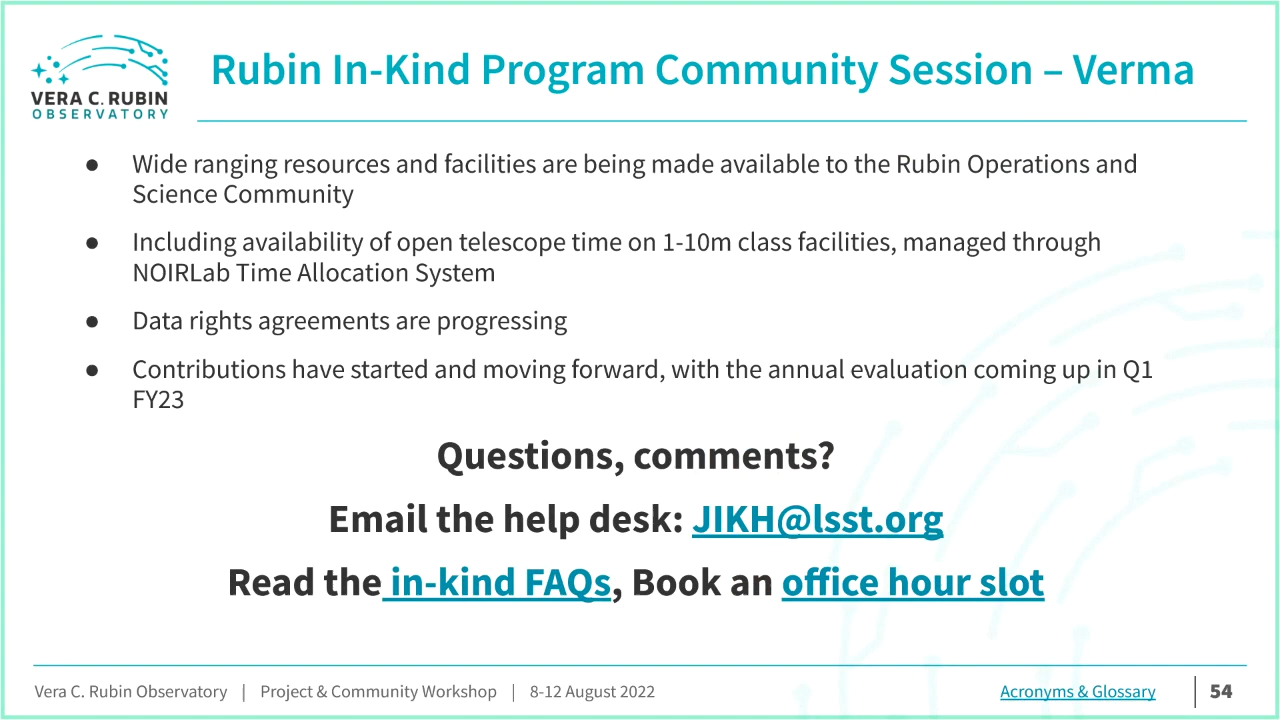 VERA C. RUBIN
OBSERVATORY
Rubin In-Kind Program Community Session – Verma
● Wide ranging resources and facilities are being made available to the Rubin Operations and
Science Community
● Including availability of open telescope time on 1-10m class facilities, managed through
NOIRLab Time Allocation System
● Data rights agreements are progressing
● Contributions have started and moving forward, with the annual evaluation coming up in Q1
FY23
Questions, comments?
Email the help desk: JIKH@lsst.org
Read the in-kind FAQs, Book an office hour slot
Vera C. Rubin Observatory | Project & Community Workshop | 8-12 August 2022
Acronyms & Glossary | 54